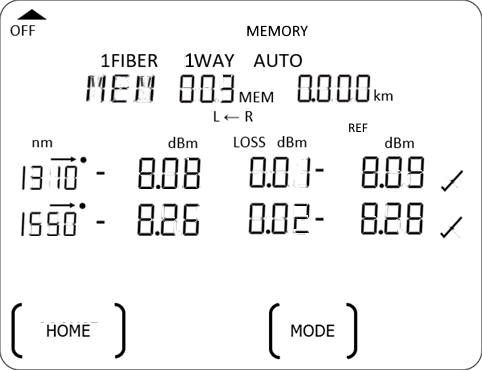 OFF MEMORY
1FIBER 1WAY AUTO
MEM 003 MEM 0.000 km
L ← R
REF
nm dBm LOSS dBm dBm
1310 - 8.08 0.01 - 8.09 ✓
1550 - 8.26 0.02 - 8.28 ✓
HOME MODE